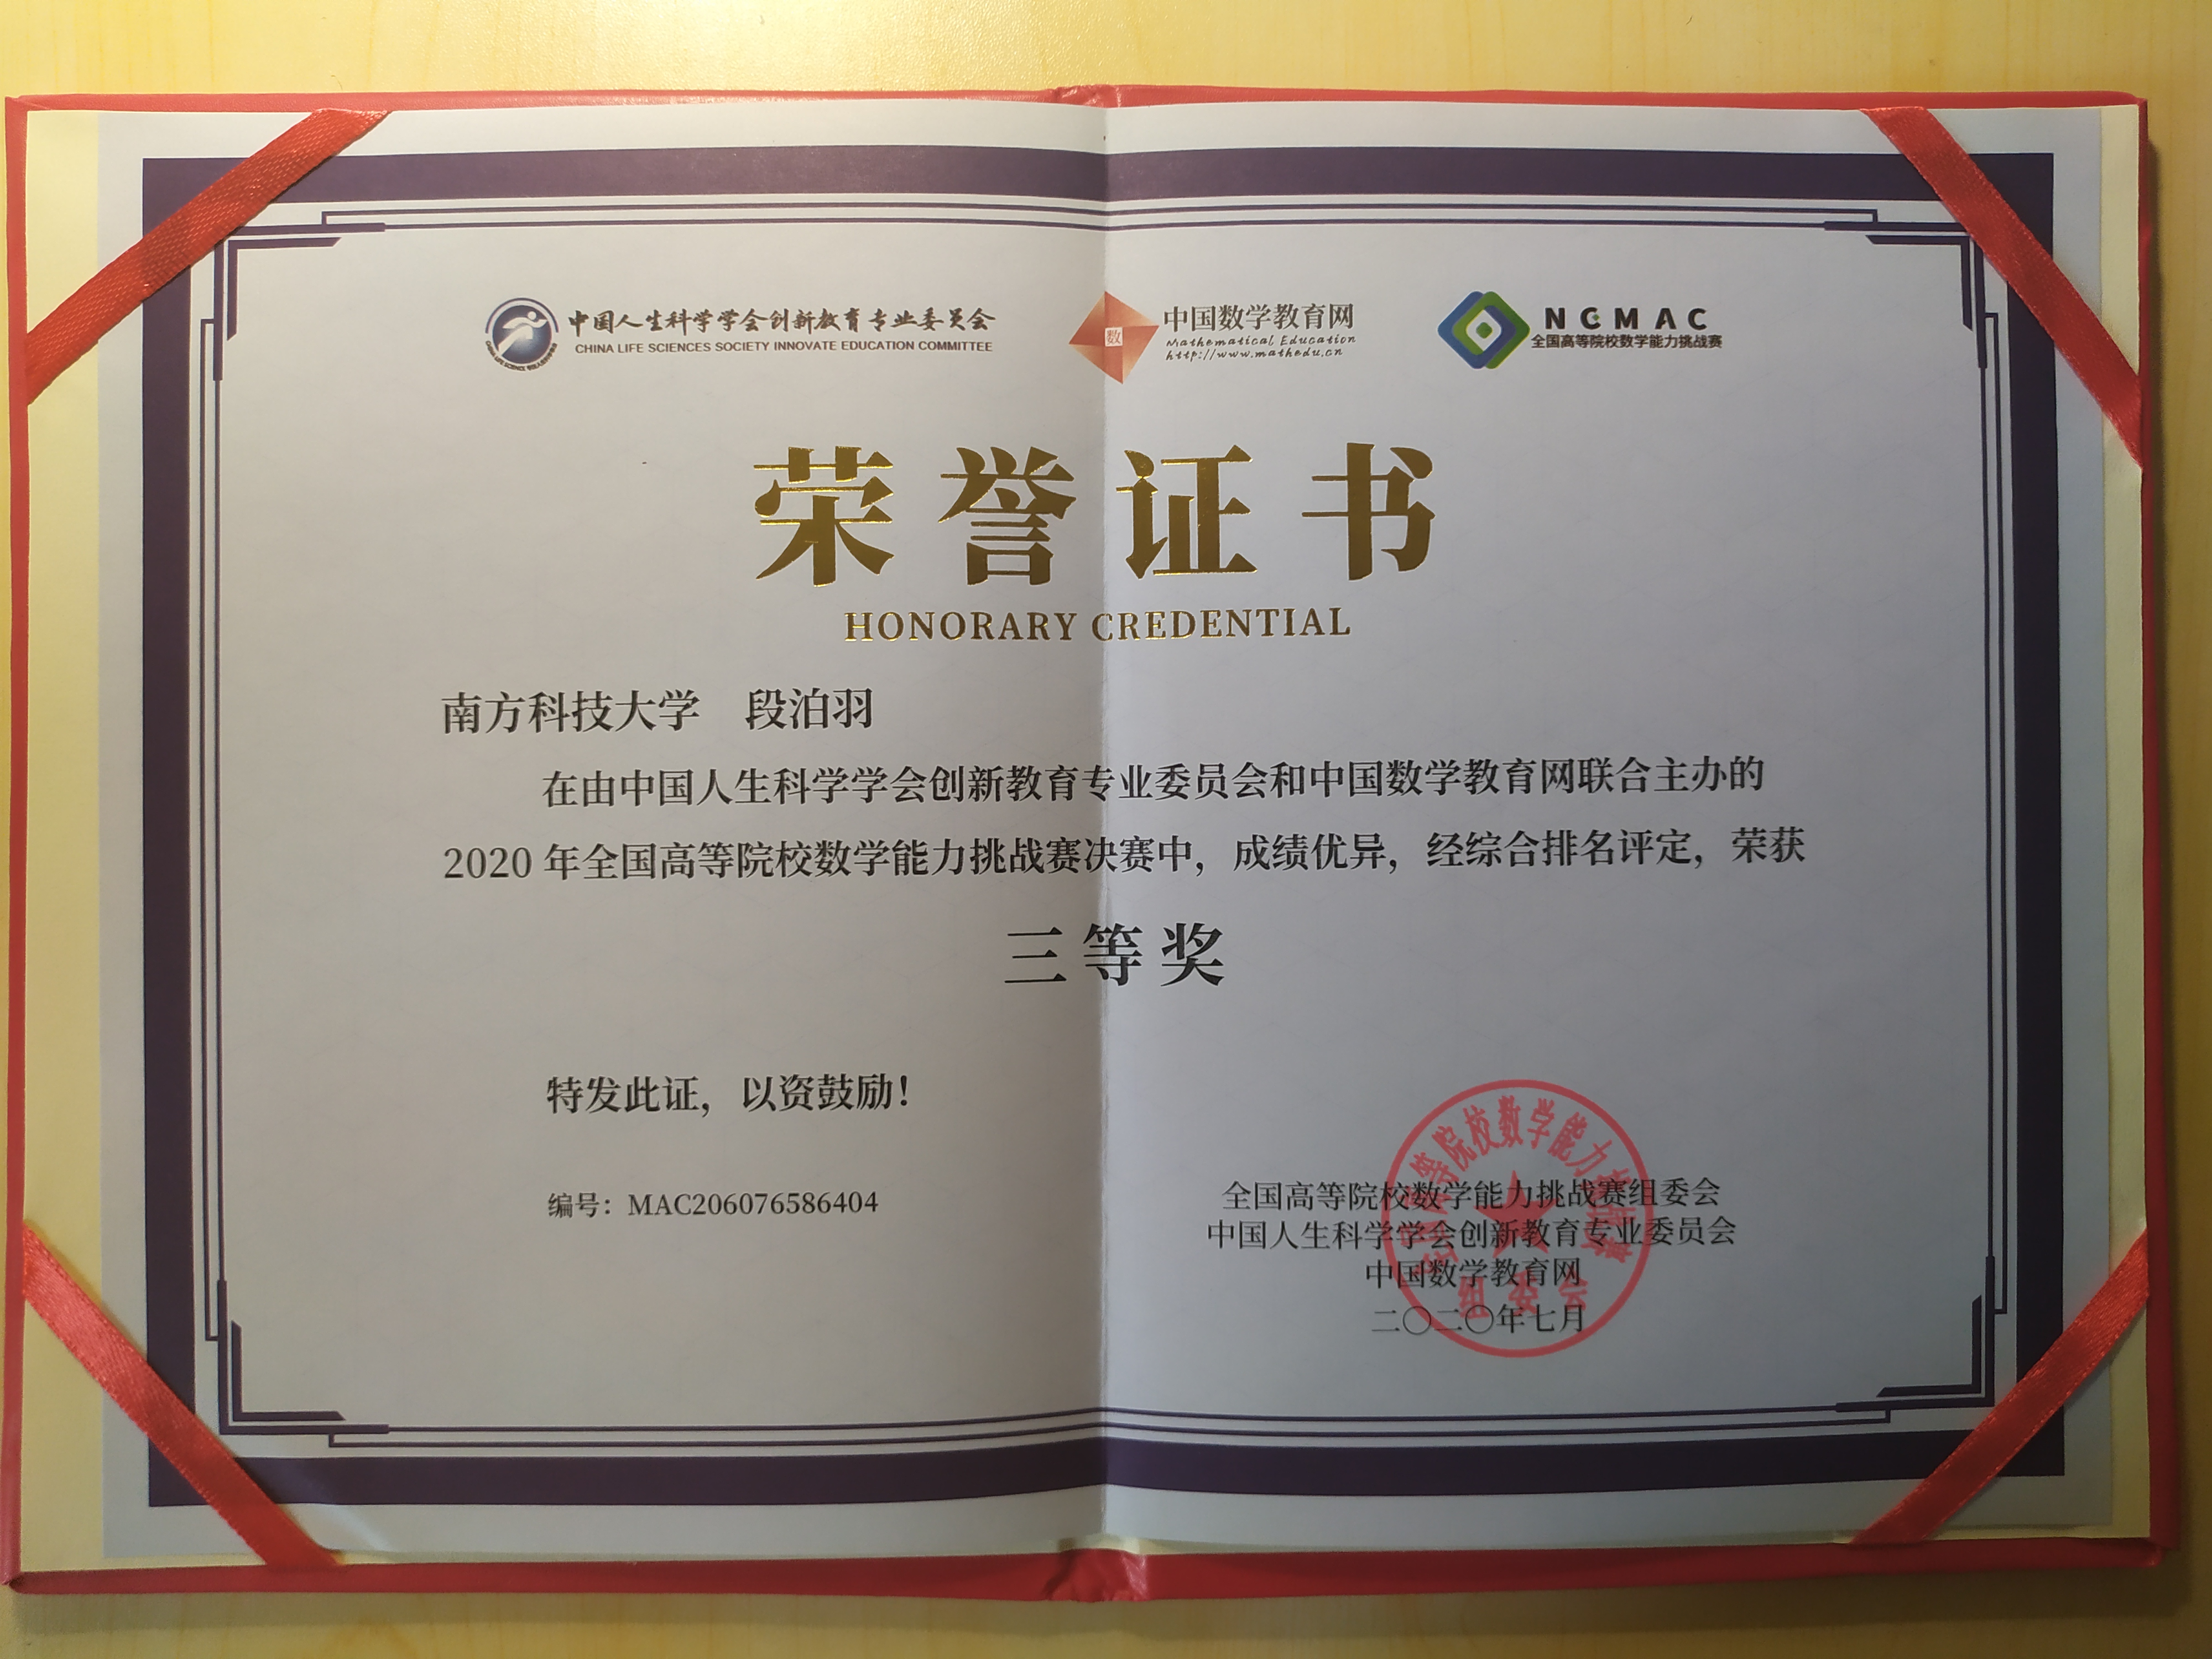 中国人生科学学会创新教育专业委员会
CHINA LIFE SCIENCES SOCIETY INNOVATE EDUCATION COMMITTEE
数
中国数学教育网
Mathematical Education
http://www.mathedu.cn
NCMAC
全国高等院校数学能力挑战赛
荣誉证书
HONORARY CREDENTIAL
南方科技大学 段泊羽
在由中国人生科学学会创新教育专业委员会和中国数学教育网联合主办的
2020 年全国高等院校数学能力挑战赛决赛中，成绩优异，经综合排名评定，荣获
三等奖
特发此证，以资鼓励！
编号：MAC206076586404
全国高等院校数学能力挑战赛组委会
中国人生科学学会创新教育专业委员会
中国数学教育网
二〇二〇年七月
全国高等院校数学能力挑战赛
组委会